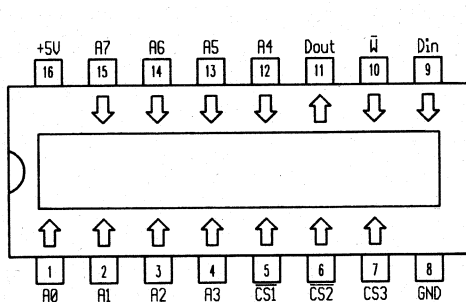 +5V A7 A6 A5 A4 Dout W̅ Din
16 15 14 13 12 11 10 9
1 2 3 4 5 6 7 8
A0 A1 A2 A3 C̅S̅1̅ C̅S̅2̅ CS3 GND